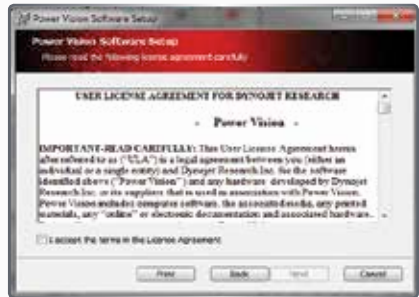 Power Vision Software Setup
Power Vision Software Setup
Please read the following license agreement carefully
USER LICENSE AGREEMENT FOR DYNOJET RESEARCH
- Power Vision -
IMPORTANT-READ CAREFULLY: This User License Agreement herein
after referred to as ("ULA") is a legal agreement between you (either an
individual or a single entity) and Dynojet Research Inc. for the software
identified above ("Power Vision") and any hardware developed by Dynojet
Research Inc. or its suppliers that is used in association with Power Vision.
Power Vision includes computer software, the associated media, any printed
materials, any "online" or electronic documentation and associated hardware.
I accept the terms in the License Agreement
Print Back Next Cancel